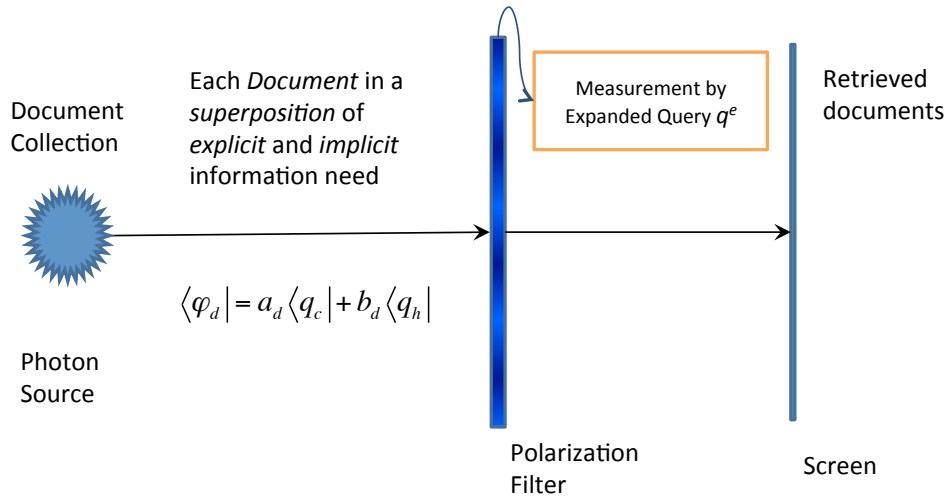 Document
Collection
Each Document in a
superposition of
explicit and implicit
information need
Measurement by
Expanded Query qᵉ
Retrieved
documents
⟨φ_d| = a_d⟨q_c| + b_d⟨q_h|
Photon
Source
Polarization
Filter
Screen